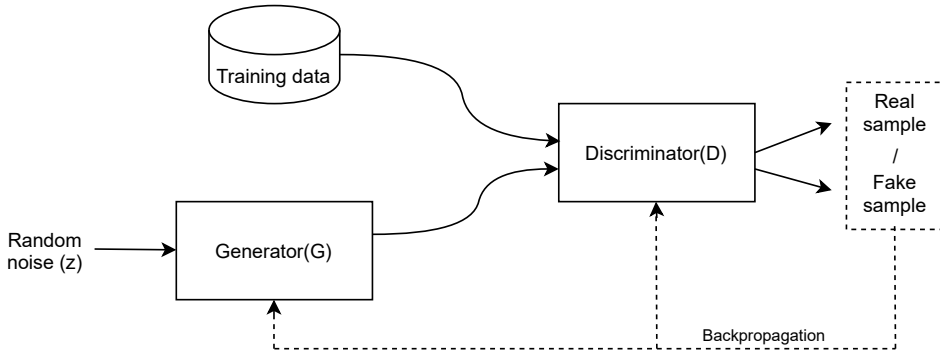 Training data
Discriminator(D)
Real
sample
/
Fake
sample
Random
noise (z)
Generator(G)
Backpropagation